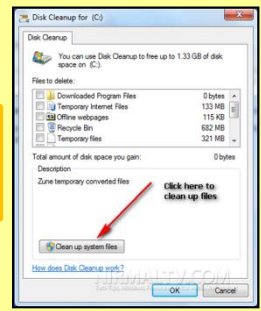 Disk Cleanup for (C:)
Disk Cleanup
You can use Disk Cleanup to free up to 1.33 GB of disk
space on (C:).
Files to delete:
Downloaded Program Files 0 bytes
Temporary Internet Files 133 MB
Offline webpages 115 KB
Recycle Bin 682 MB
Temporary files 321 MB
Total amount of disk space you gain: 0 bytes
Description
Zune temporary converted files
Click here to
clean up files
Clean up system files
How does Disk Cleanup work?
NIRMALTV.COM
OK Cancel